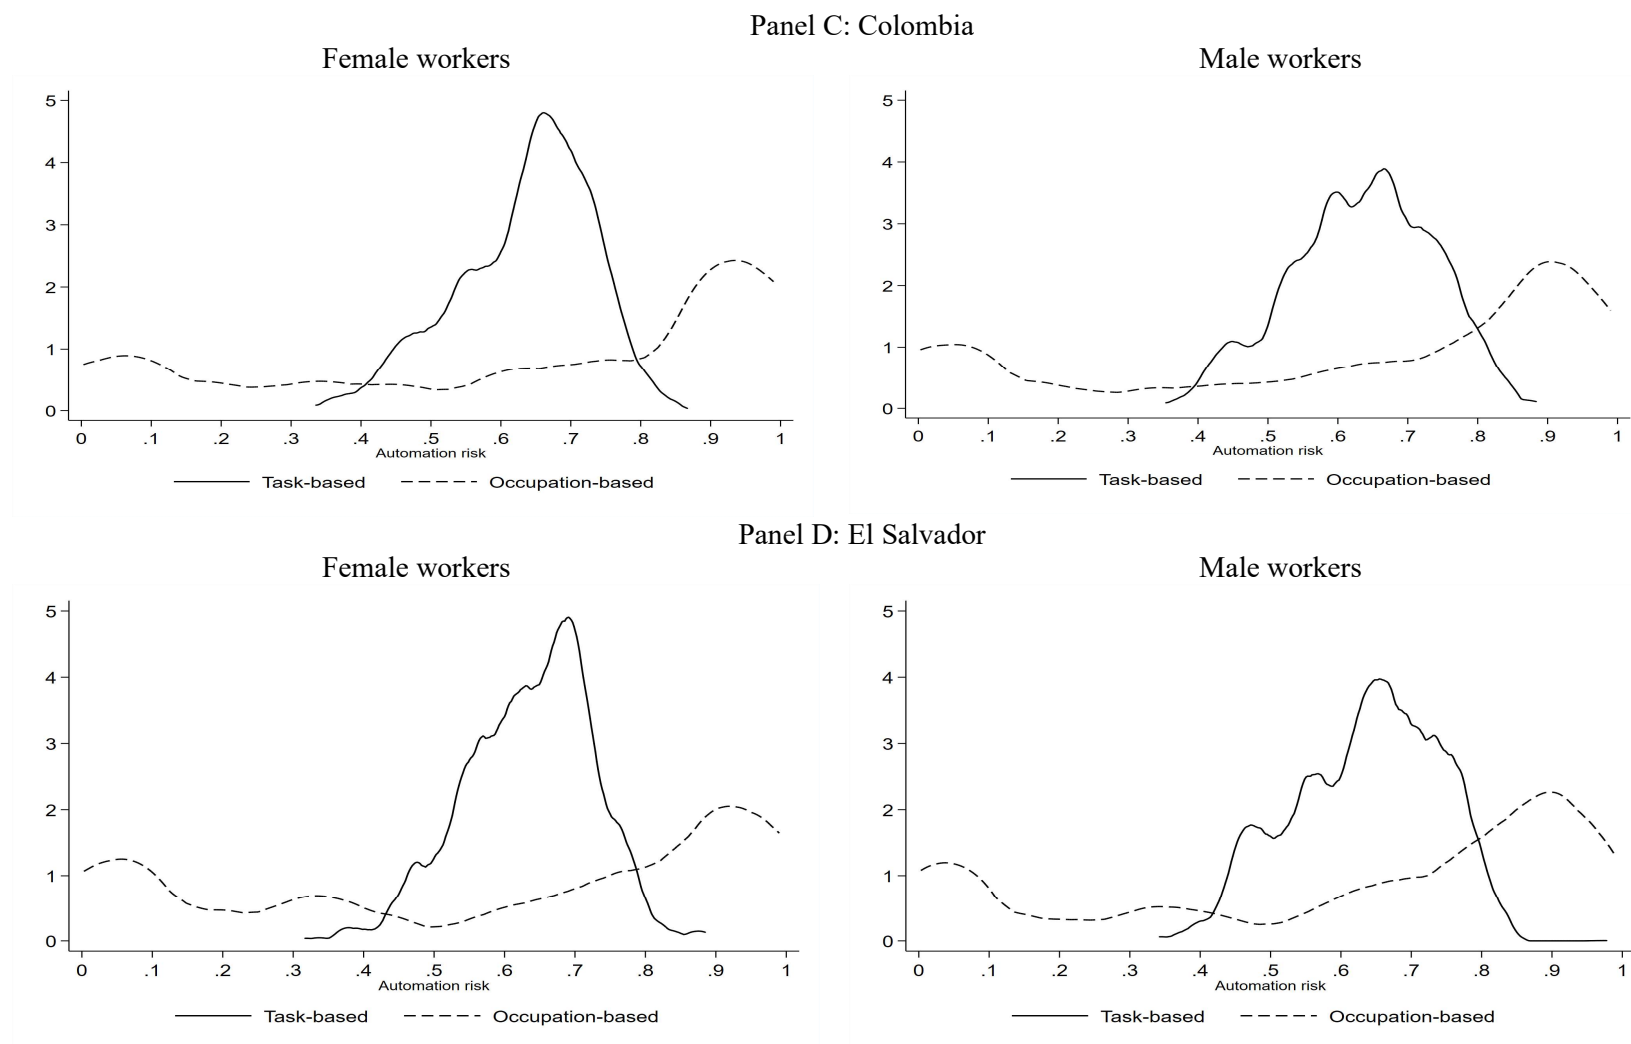 Panel C: Colombia
Female workers
Male workers
5
4
3
2
1
0
0 .1 .2 .3 .4 .5 .6 .7 .8 .9 1
Automation risk
Task-based Occupation-based
5
4
3
2
1
0
0 .1 .2 .3 .4 .5 .6 .7 .8 .9 1
Automation risk
Task-based Occupation-based
Panel D: El Salvador
Female workers
Male workers
5
4
3
2
1
0
0 .1 .2 .3 .4 .5 .6 .7 .8 .9 1
Automation risk
Task-based Occupation-based
5
4
3
2
1
0
0 .1 .2 .3 .4 .5 .6 .7 .8 .9 1
Automation risk
Task-based Occupation-based